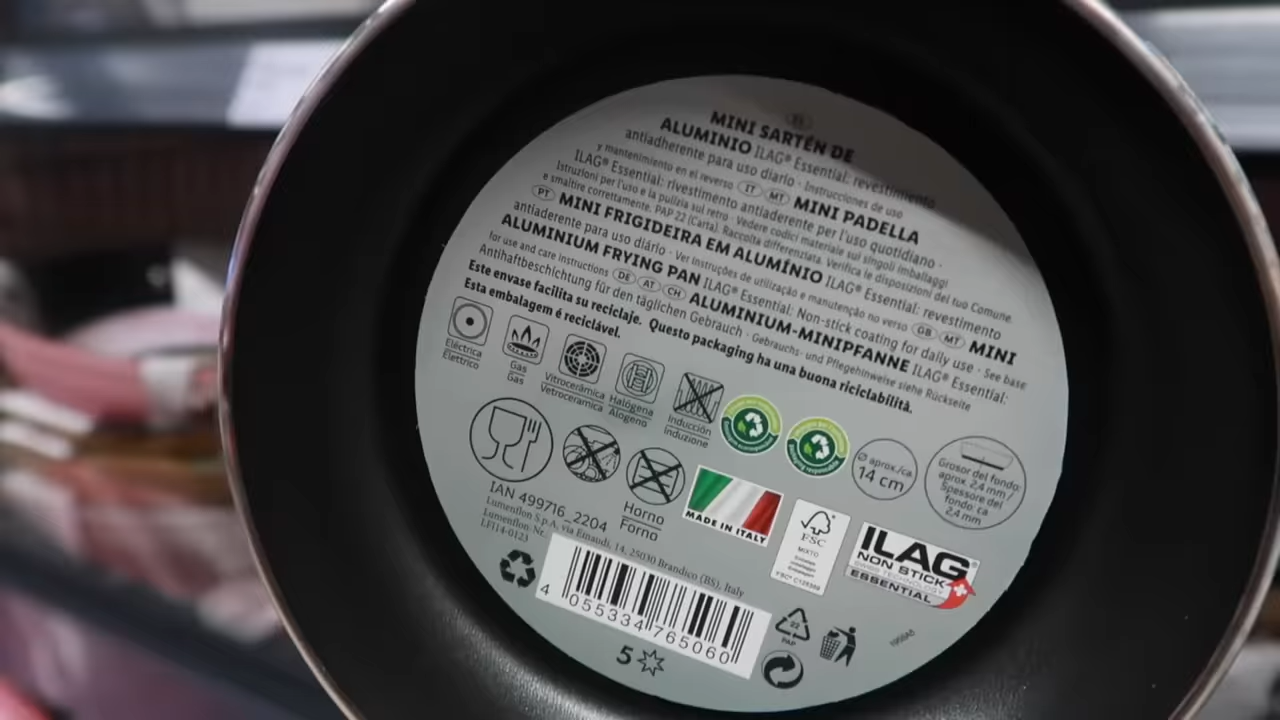 ES
MINI SARTÉN DE
ALUMINIO ILAG® Essential: revestimiento
antiadherente para uso diario · Instrucciones de uso
y mantenimiento en el reverso IT MT MINI PADELLA
ILAG® Essential: rivestimento antiaderente per l'uso quotidiano ·
Istruzioni per l'uso e la pulizia sul retro · Vedere codici materiale sui singoli imballaggi
e smaltire correttamente. PAP 22 (Carta). Raccolta differenziata. Verifica le disposizioni del tuo Comune.
PT MINI FRIGIDEIRA EM ALUMÍNIO ILAG® Essential: revestimento
antiaderente para uso diário · Ver instruções de utilização e manutenção no verso GB MT MINI
ALUMINIUM FRYING PAN ILAG® Essential: Non-stick coating for daily use · See base
for use and care instructions DE AT CH ALUMINIUM-MINIPFANNE ILAG® Essential:
Antihaftbeschichtung für den täglichen Gebrauch · Gebrauchs- und Pflegehinweise siehe Rückseite
Este envase facilita su reciclaje. Questo packaging ha una buona riciclabilità.
Esta embalagem é reciclável.
Eléctrica
Elettrico
Gas
Gas
Vitrocerámica
Vetroceramica
Halógena
Alogeno
Inducción
Induzione
Ø aprox./ca.
14 cm
Grosor del fondo:
aprox. 2,4 mm /
Spessore del
fondo: ca.
2,4 mm
Horno
Forno
MADE IN ITALY
FSC
MIXTO
FSC®
ILAG®
NON STICK
SWISS TECHNOLOGY
ESSENTIAL
IAN 499716_2204
Lumenflon S.p.A, via Einaudi, 14, 25030 Brandico (BS), Italy
Lumenflon Nr.
LF114-0123
4 055334 765060
22
PAP
5